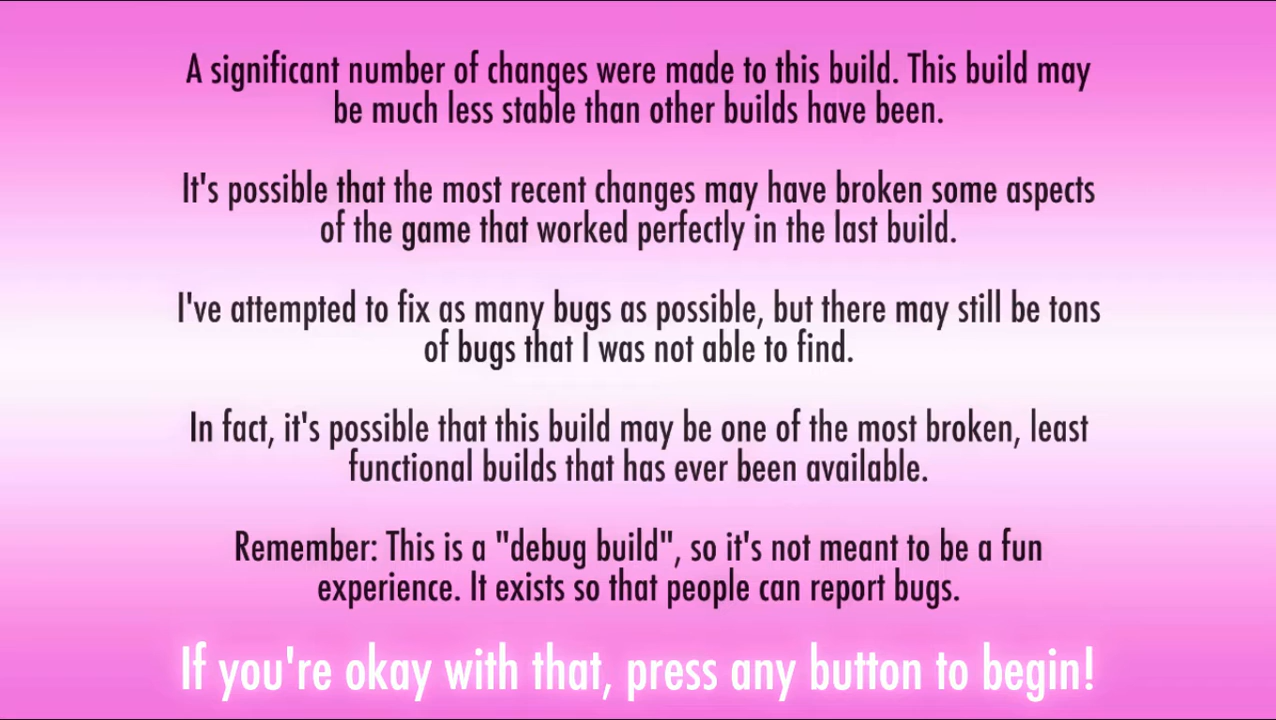 A significant number of changes were made to this build. This build may
be much less stable than other builds have been.
It's possible that the most recent changes may have broken some aspects
of the game that worked perfectly in the last build.
I've attempted to fix as many bugs as possible, but there may still be tons
of bugs that I was not able to find.
In fact, it's possible that this build may be one of the most broken, least
functional builds that has ever been available.
Remember: This is a "debug build", so it's not meant to be a fun
experience. It exists so that people can report bugs.
If you're okay with that, press any button to begin!